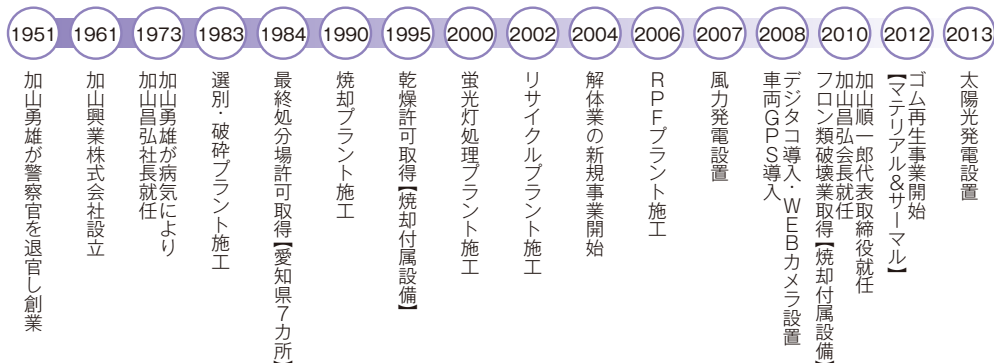 1951
加山勇雄が警察官を退官し創業
1961
加山興業株式会社設立
1973
加山勇雄が病気により
加山昌弘社長就任
1983
選別・破砕プラント施工
1984
最終処分場許可取得【愛知県7カ所】
1990
焼却プラント施工
1995
乾燥許可取得【焼却付属設備】
2000
蛍光灯処理プラント施工
2002
リサイクルプラント施工
2004
解体業の新規事業開始
2006
RPFプラント施工
2007
風力発電設置
2008
デジタコ導入・WEBカメラ設置
車両GPS導入
2010
加山順一郎代表取締役就任
加山昌弘会長就任
フロン類破壊業取得【焼却付属設備】
2012
ゴム再生事業開始
【マテリアル&サーマル】
2013
太陽光発電設置